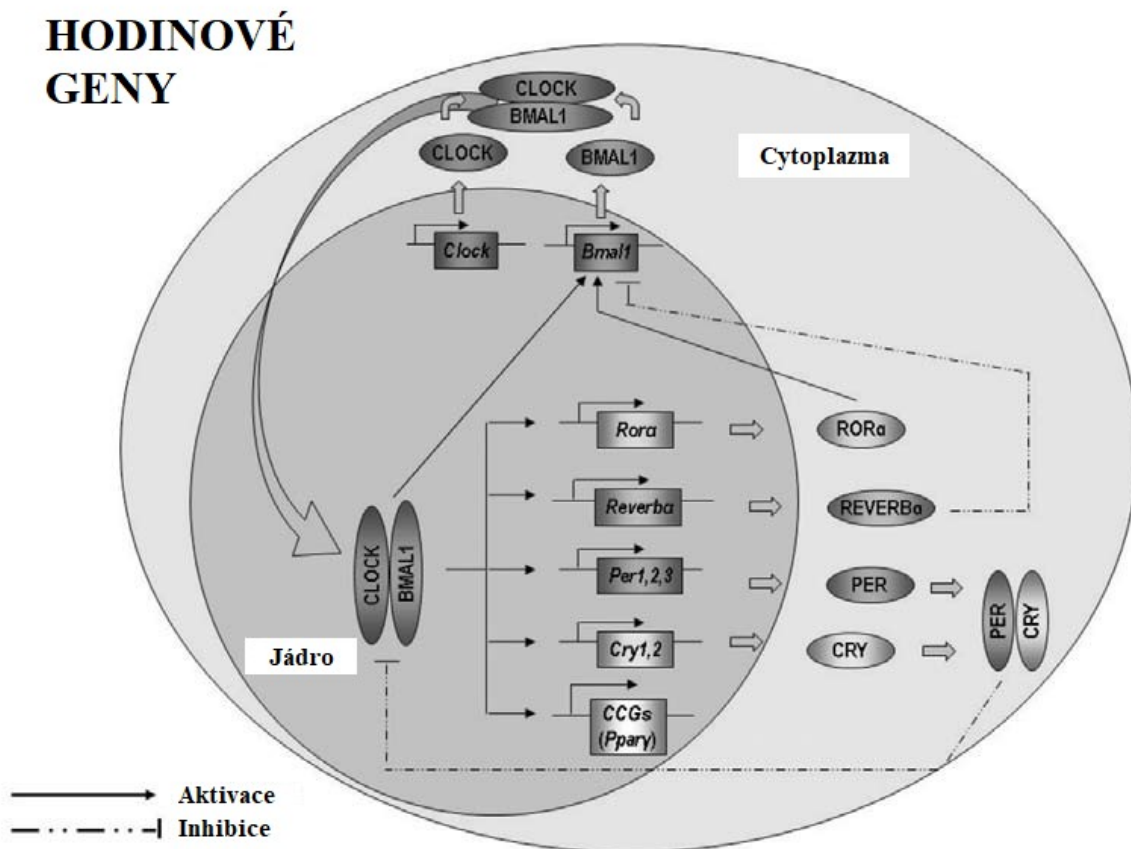 HODINOVÉ
GENY
CLOCK
BMAL1
CLOCK
BMAL1
Cytoplazma
Clock
Bmal1
Rorα
RORα
Reverbα
REVERBα
CLOCK
BMAL1
Per1,2,3
PER
PER
CRY
Cry1,2
CRY
Jádro
CCGs
(Pparγ)
Aktivace
Inhibice